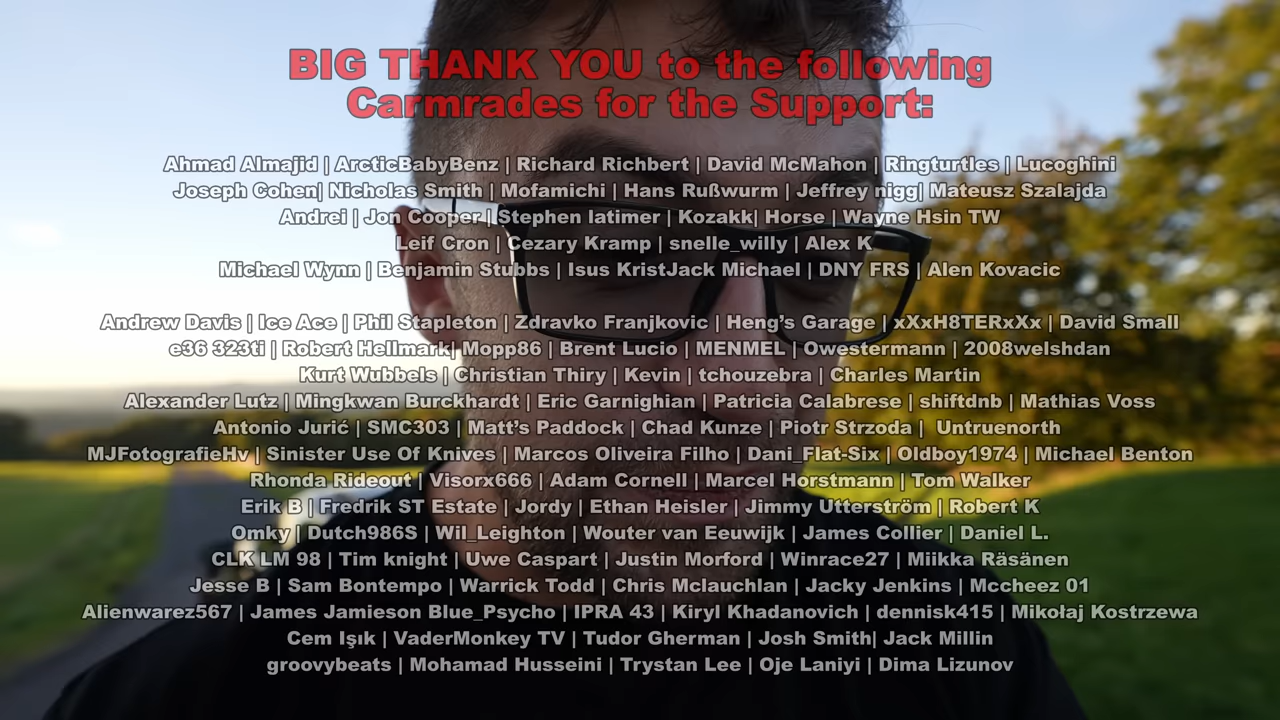 BIG THANK YOU to the following
Carmrades for the Support:
Ahmad Almajid | ArcticBabyBenz | Richard Richbert | David McMahon | Ringturtles | Lucoghini
Joseph Cohen| Nicholas Smith | Mofamichi | Hans Rußwurm | Jeffrey nigg| Mateusz Szalajda
Andrei | Jon Cooper | Stephen latimer | Kozakk| Horse | Wayne Hsin TW
Leif Cron | Cezary Kramp | snelle_willy | Alex K
Michael Wynn | Benjamin Stubbs | Isus KristJack Michael | DNY FRS | Alen Kovacic
Andrew Davis | Ice Ace | Phil Stapleton | Zdravko Franjkovic | Heng’s Garage | xXxH8TERxXx | David Small
e36 323ti | Robert Hellmark| Mopp86 | Brent Lucio | MENMEL | Owestermann | 2008welshdan
Kurt Wubbels | Christian Thiry | Kevin | tchouzebra | Charles Martin
Alexander Lutz | Mingkwan Burckhardt | Eric Garnighian | Patricia Calabrese | shiftdnb | Mathias Voss
Antonio Jurić | SMC303 | Matt’s Paddock | Chad Kunze | Piotr Strzoda | Untruenorth
MJFotografieHv | Sinister Use Of Knives | Marcos Oliveira Filho | Dani_Flat-Six | Oldboy1974 | Michael Benton
Rhonda Rideout | Visorx666 | Adam Cornell | Marcel Horstmann | Tom Walker
Erik B | Fredrik ST Estate | Jordy | Ethan Heisler | Jimmy Utterström | Robert K
Omky | Dutch986S | Wil_Leighton | Wouter van Eeuwijk | James Collier | Daniel L.
CLK LM 98 | Tim knight | Uwe Caspart | Justin Morford | Winrace27 | Miikka Räsänen
Jesse B | Sam Bontempo | Warrick Todd | Chris Mclauchlan | Jacky Jenkins | Mccheez 01
Alienwarez567 | James Jamieson Blue_Psycho | IPRA 43 | Kiryl Khadanovich | dennisk415 | Mikołaj Kostrzewa
Cem Işık | VaderMonkey TV | Tudor Gherman | Josh Smith| Jack Millin
groovybeats | Mohamad Husseini | Trystan Lee | Oje Laniyi | Dima Lizunov